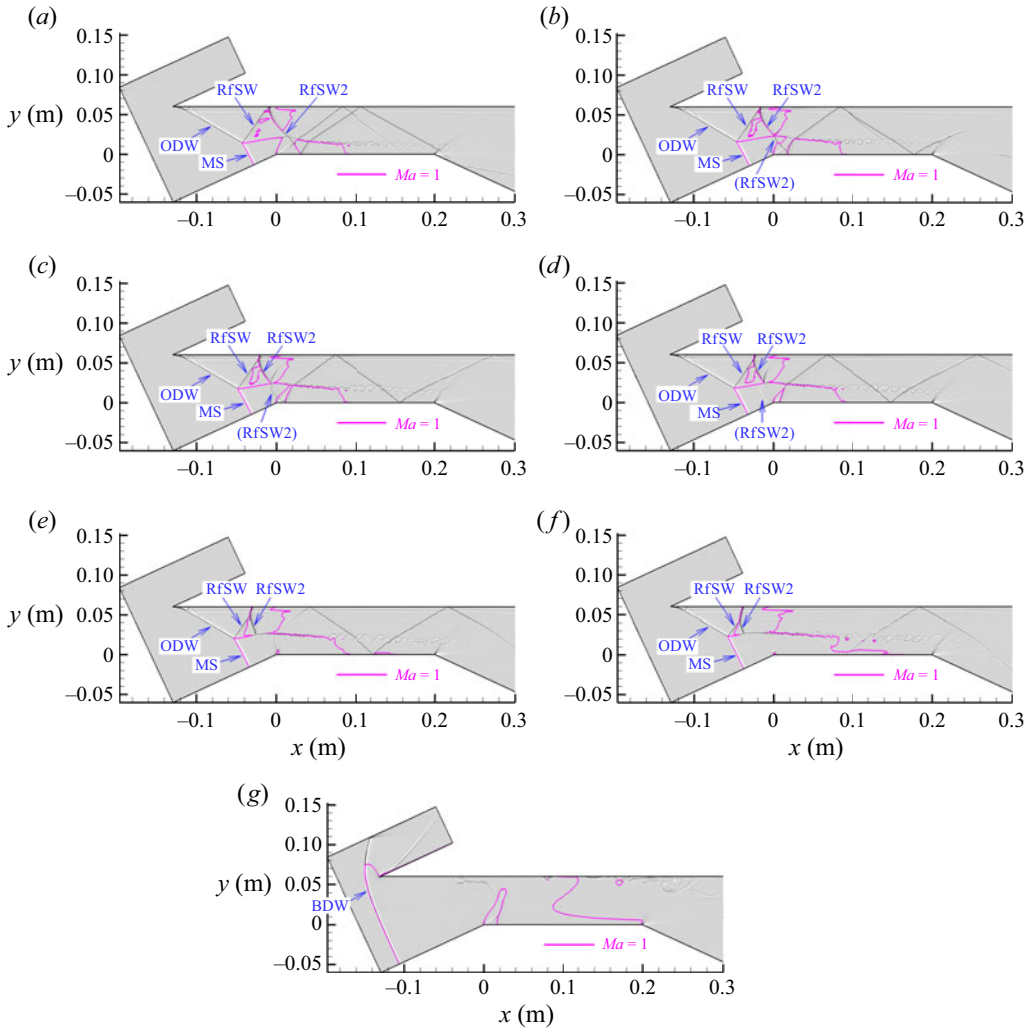 (a)
0.15
0.10
y (m)
0.05
0
–0.05
RfSW
RfSW2
ODW
MS
Ma = 1
–0.1
0
0.1
0.2
0.3
(b)
0.15
0.10
0.05
0
–0.05
RfSW
RfSW2
ODW
MS
(RfSW2)
Ma = 1
–0.1
0
0.1
0.2
0.3
(c)
0.15
0.10
y (m)
0.05
0
–0.05
RfSW
RfSW2
ODW
MS
(RfSW2)
Ma = 1
–0.1
0
0.1
0.2
0.3
(d)
0.15
0.10
0.05
0
–0.05
RfSW
RfSW2
ODW
MS
(RfSW2)
Ma = 1
–0.1
0
0.1
0.2
0.3
(e)
0.15
0.10
y (m)
0.05
0
–0.05
RfSW
RfSW2
ODW
MS
Ma = 1
–0.1
0
0.1
0.2
0.3
x (m)
(f)
0.15
0.10
0.05
0
–0.05
RfSW
RfSW2
ODW
MS
Ma = 1
–0.1
0
0.1
0.2
0.3
x (m)
(g)
0.15
0.10
y (m)
0.05
0
–0.05
BDW
Ma = 1
–0.1
0
0.1
0.2
0.3
x (m)